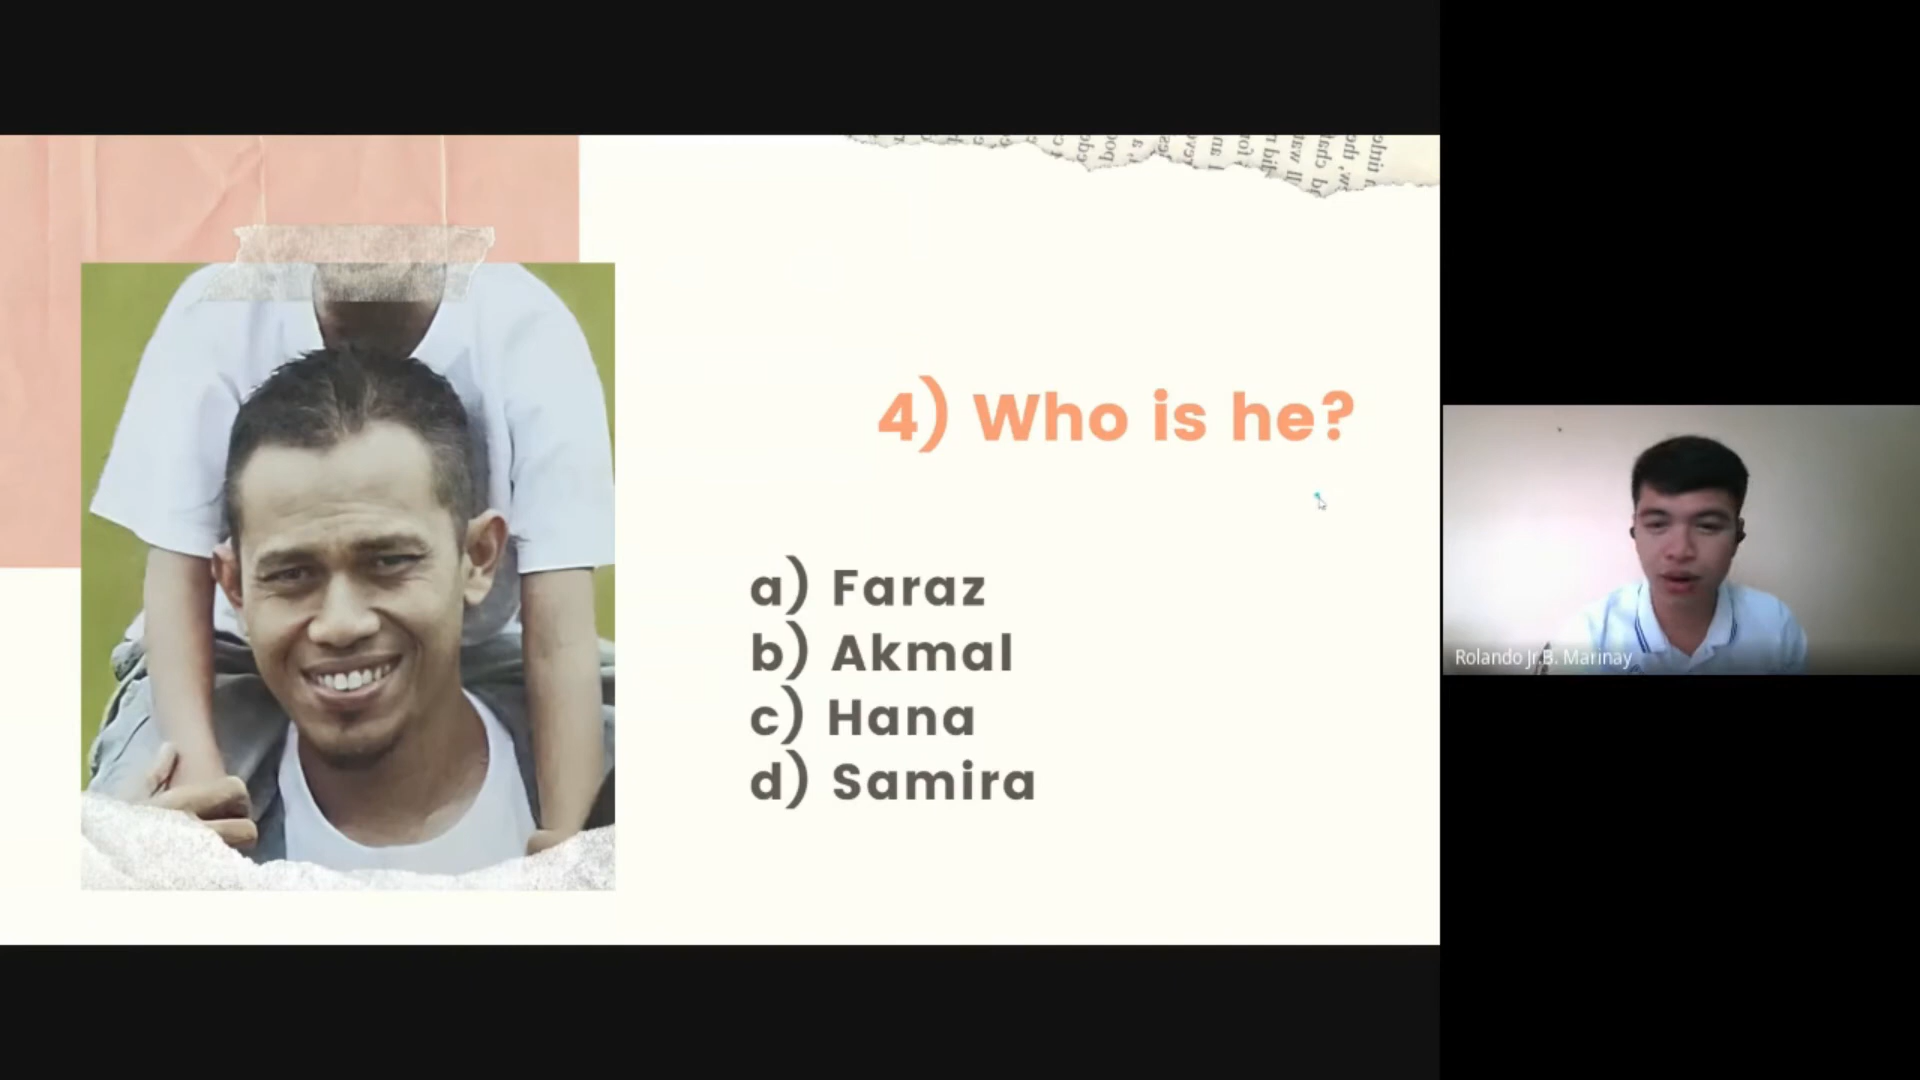 4) Who is he?
a) Faraz
b) Akmal
c) Hana
d) Samira
Rolando Jr.B. Marinay